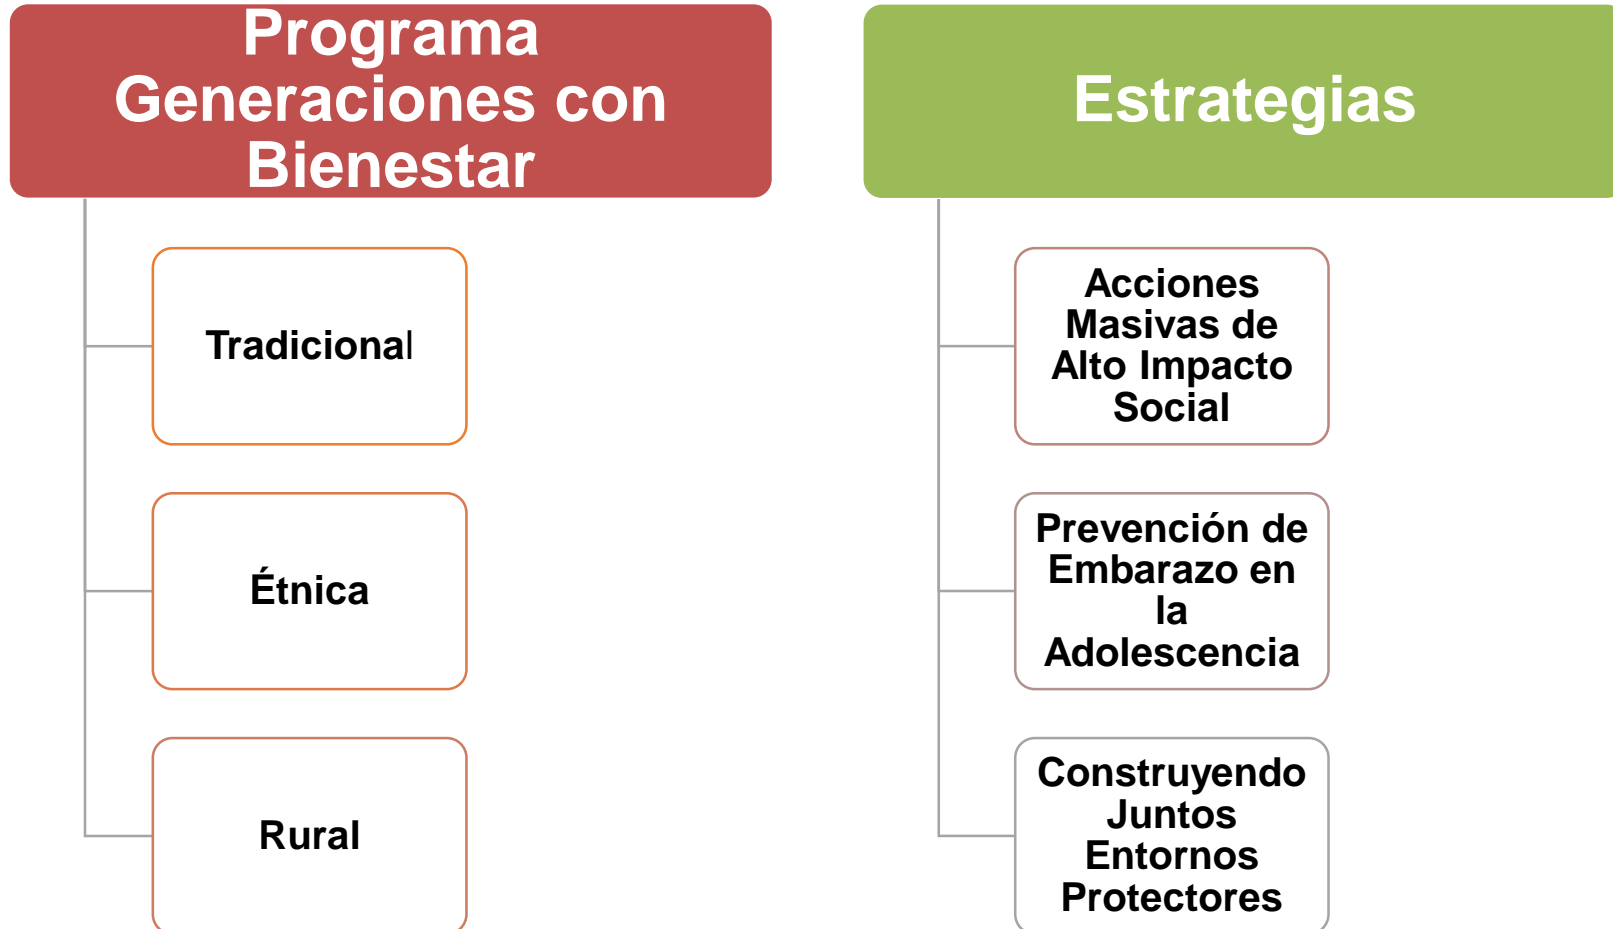 Programa
Generaciones con
Bienestar
Tradicional
Étnica
Rural
Estrategias
Acciones
Masivas de
Alto Impacto
Social
Prevención de
Embarazo en
la
Adolescencia
Construyendo
Juntos
Entornos
Protectores